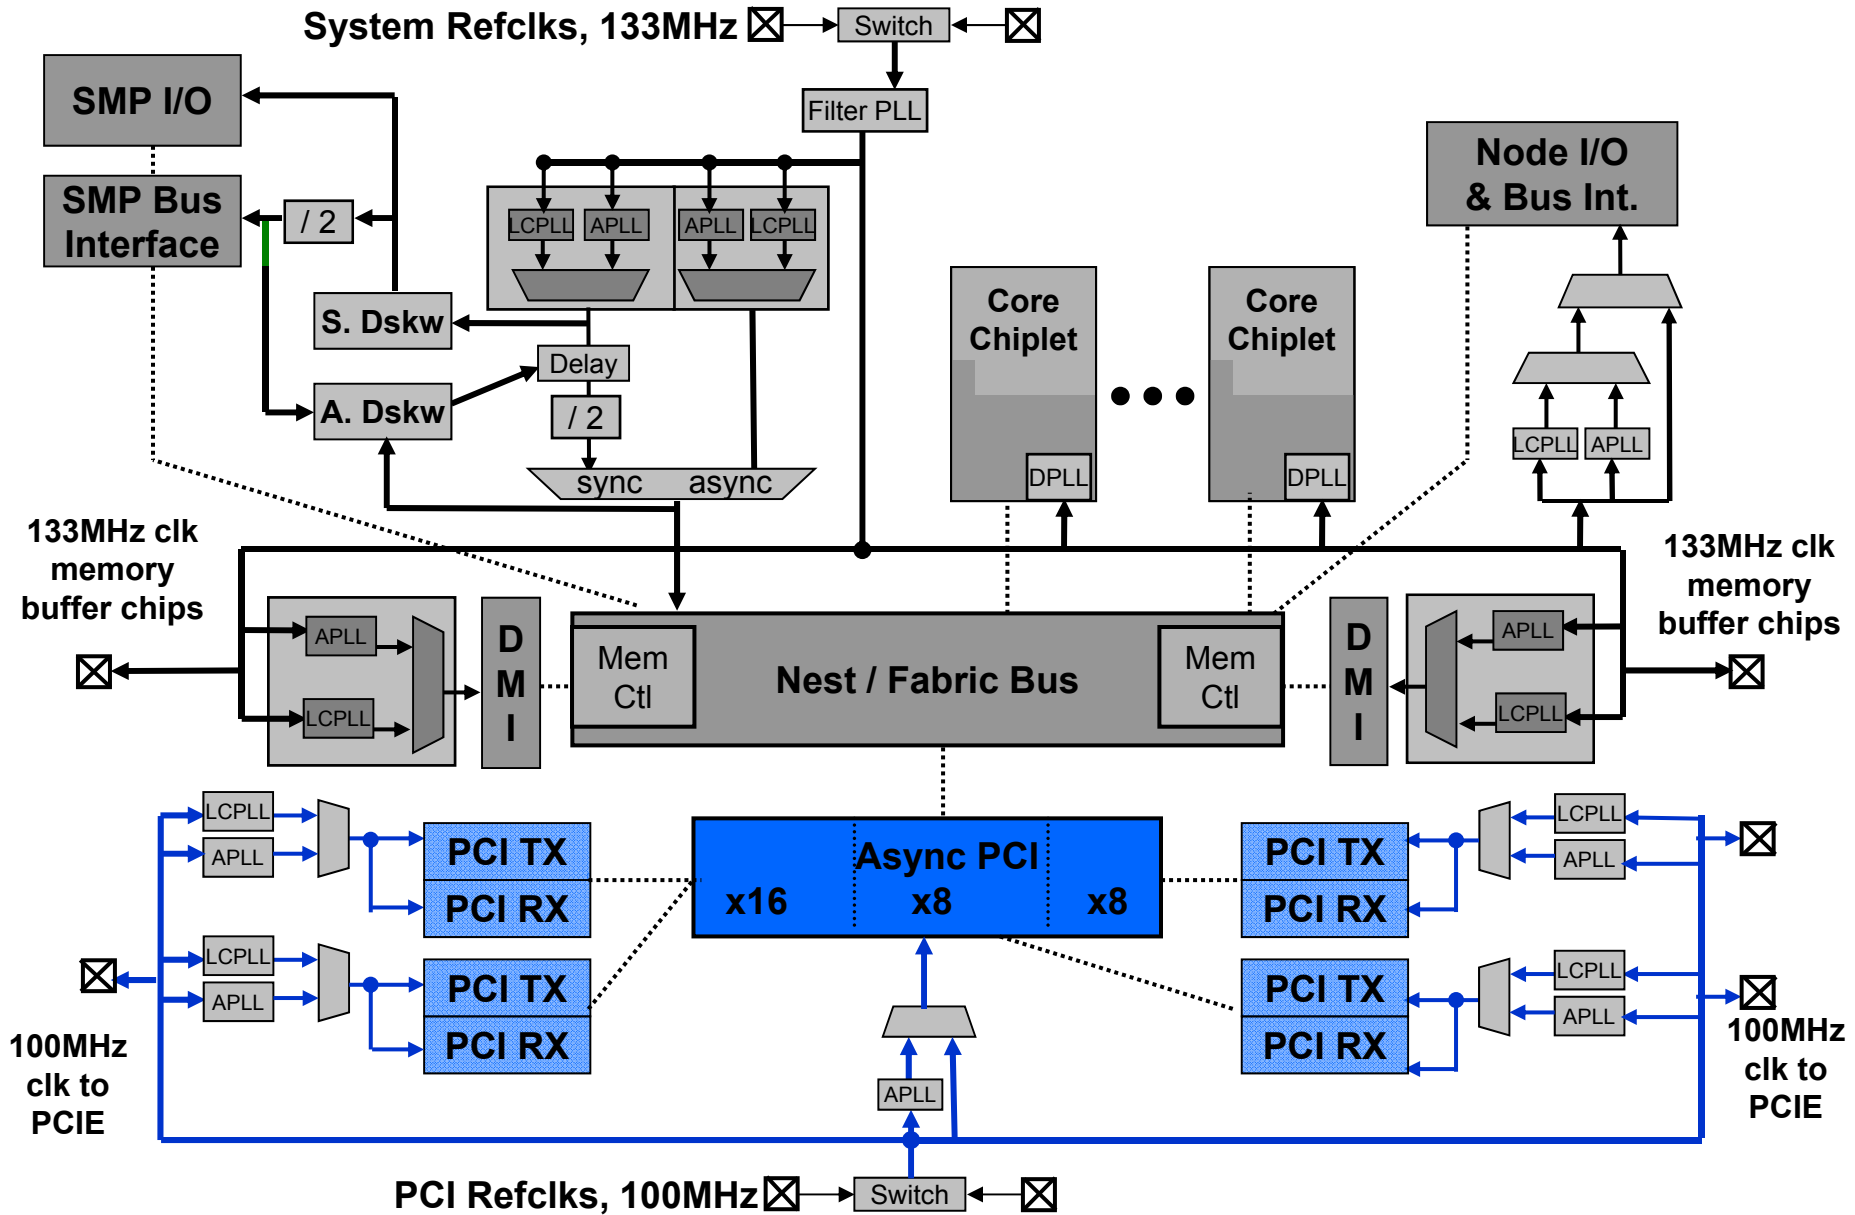 System Refclks, 133MHz
Switch
Filter PLL
SMP I/O
SMP Bus
Interface
/ 2
S. Dskw
A. Dskw
LCPLL
APLL
APLL
LCPLL
Delay
/ 2
sync
async
Core
Chiplet
DPLL
Core
Chiplet
DPLL
Node I/O
& Bus Int.
LCPLL
APLL
133MHz clk
memory
buffer chips
APLL
LCPLL
D
M
I
Mem
Ctl
Nest / Fabric Bus
Mem
Ctl
D
M
I
APLL
LCPLL
133MHz clk
memory
buffer chips
LCPLL
APLL
PCI TX
PCI RX
LCPLL
APLL
PCI TX
PCI RX
100MHz
clk to
PCIE
Async PCI
x16
x8
x8
APLL
PCI TX
PCI RX
LCPLL
APLL
PCI TX
PCI RX
LCPLL
APLL
100MHz
clk to
PCIE
PCI Refclks, 100MHz
Switch